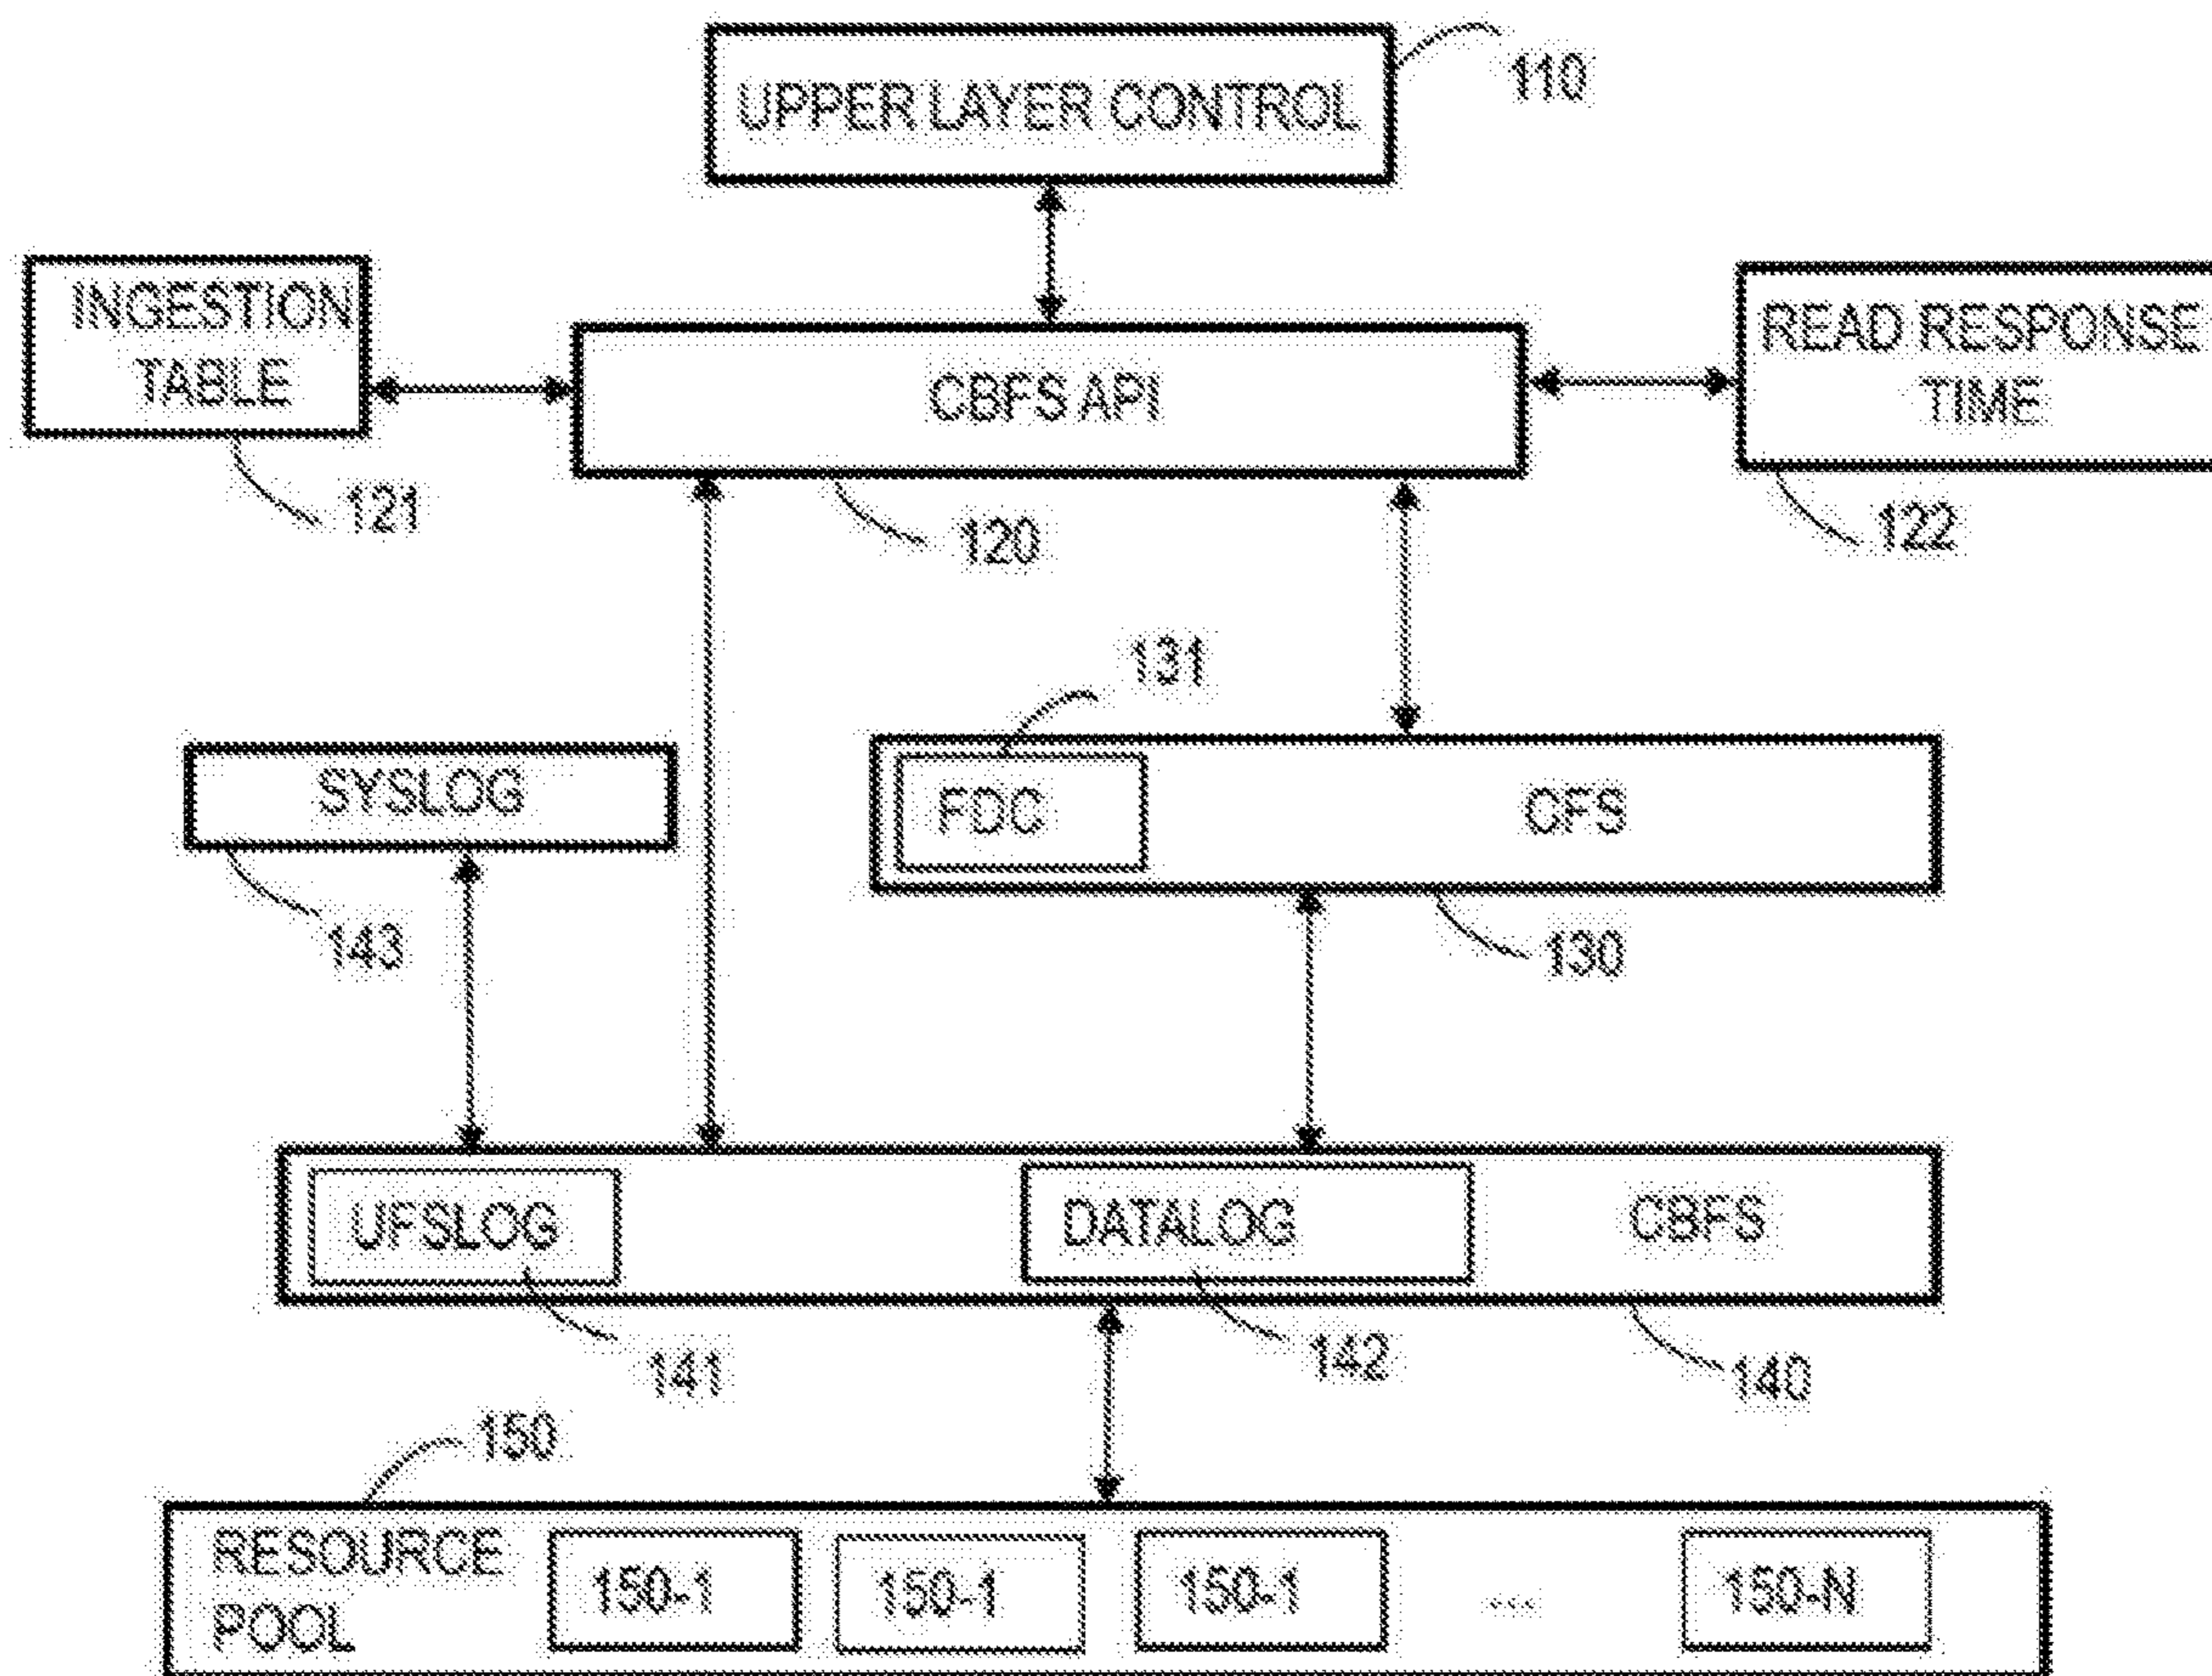 UPPER LAYER CONTROL
110
INGESTION
TABLE
CBFS API
READ RESPONSE
TIME
121
120
122
131
SYSLOG
FDC
CFS
143
130
UFSLOG
DATALOG
CBFS
141
142
140
150
RESOURCE
POOL
150-1
150-1
150-1
...
150-N